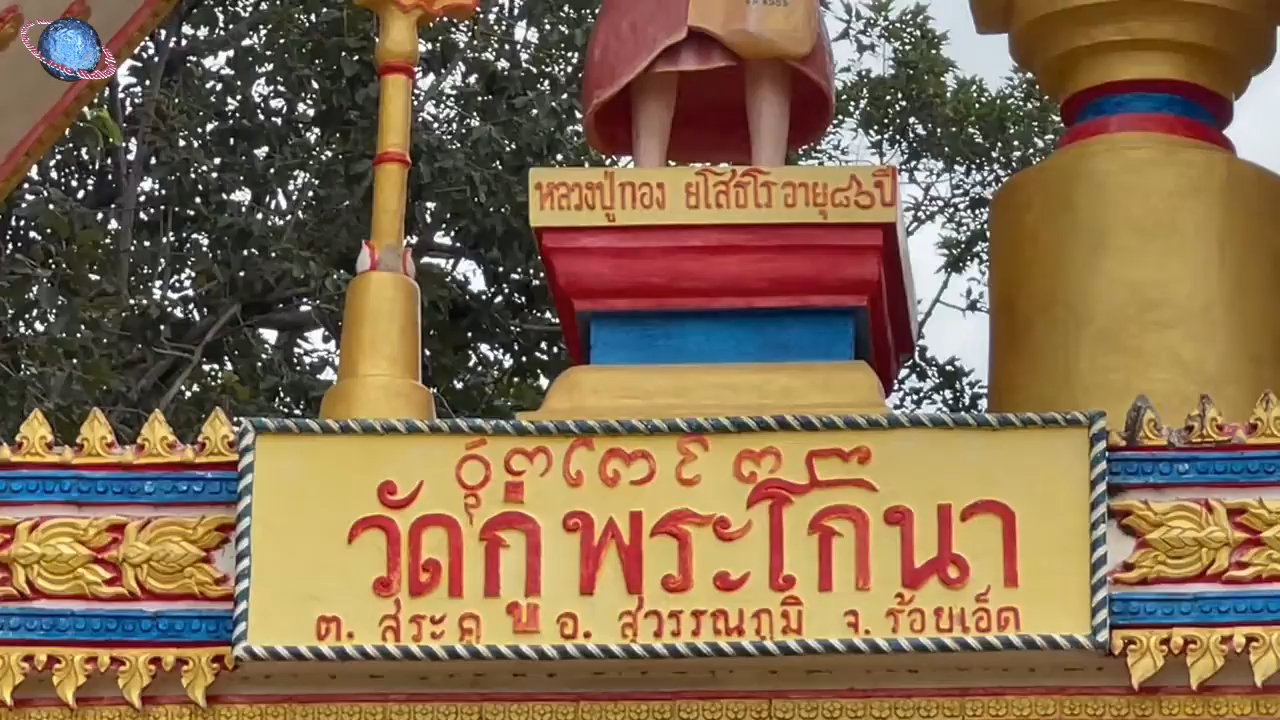 หลวงปู่กอง ยโสธโร อายุ๘๖ปี
วัดกู่พระโกนา
ต. สระคู อ. สุวรรณภูมิ จ. ร้อยเอ็ด